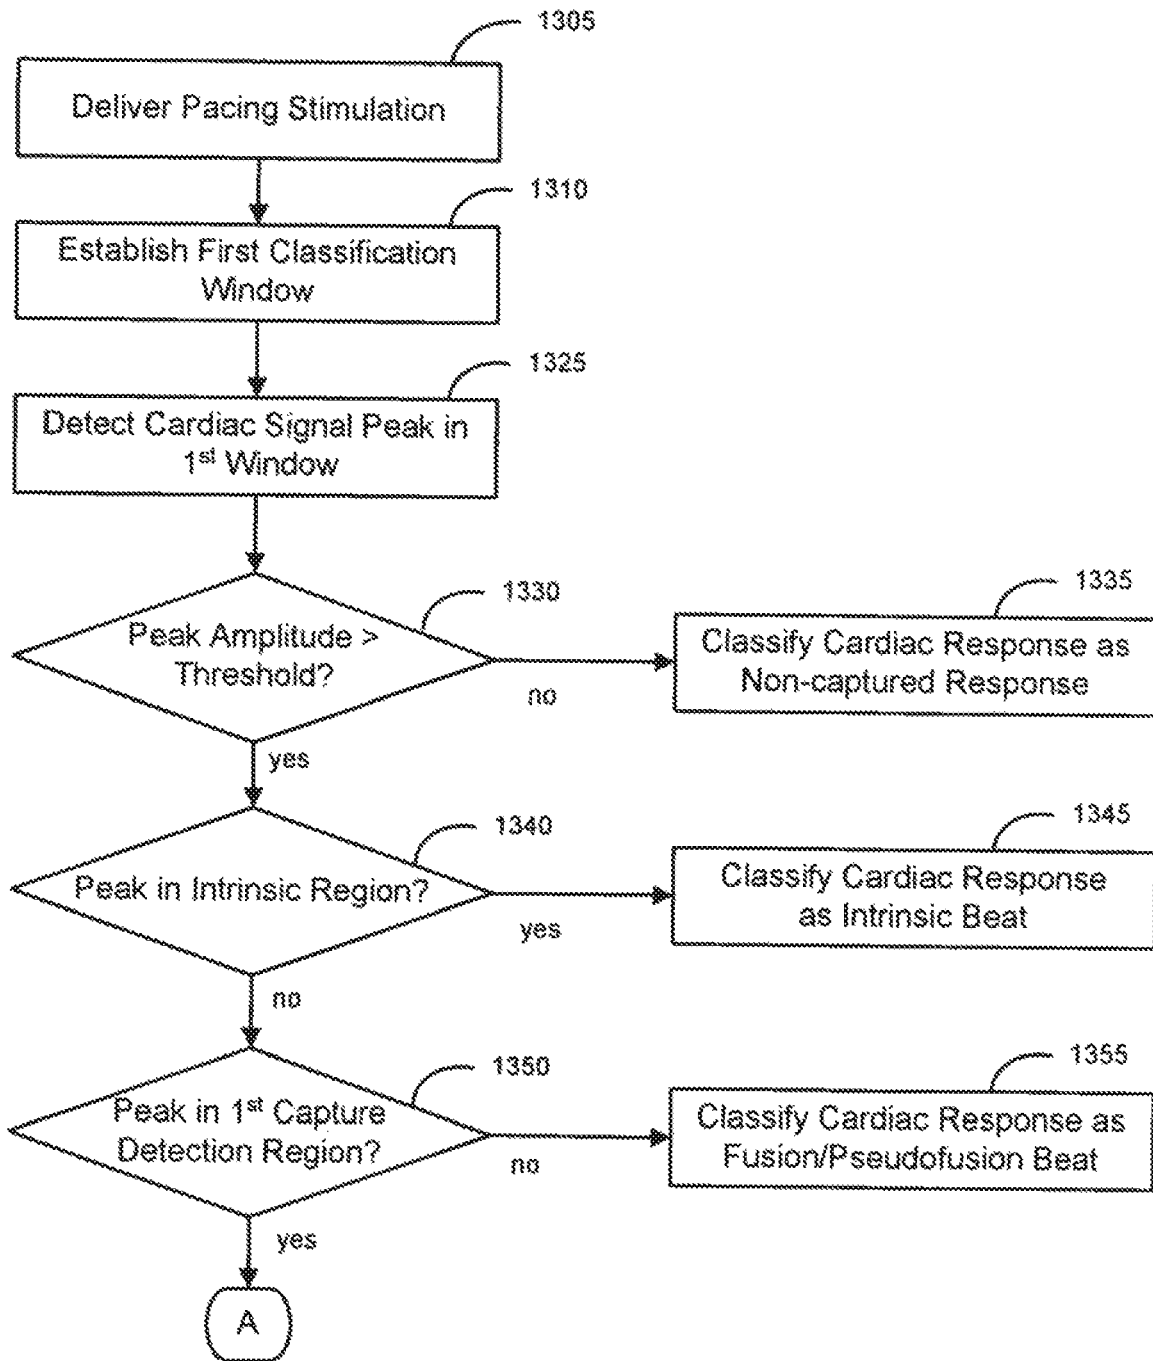 1305
Deliver Pacing Stimulation
1310
Establish First Classification
Window
1325
Detect Cardiac Signal Peak in
1st Window
1330
Peak Amplitude >
Threshold?
no
yes
1335
Classify Cardiac Response as
Non-captured Response
1340
Peak in Intrinsic Region?
yes
no
1345
Classify Cardiac Response
as Intrinsic Beat
1350
Peak in 1st Capture
Detection Region?
no
yes
1355
Classify Cardiac Response as
Fusion/Pseudofusion Beat
A